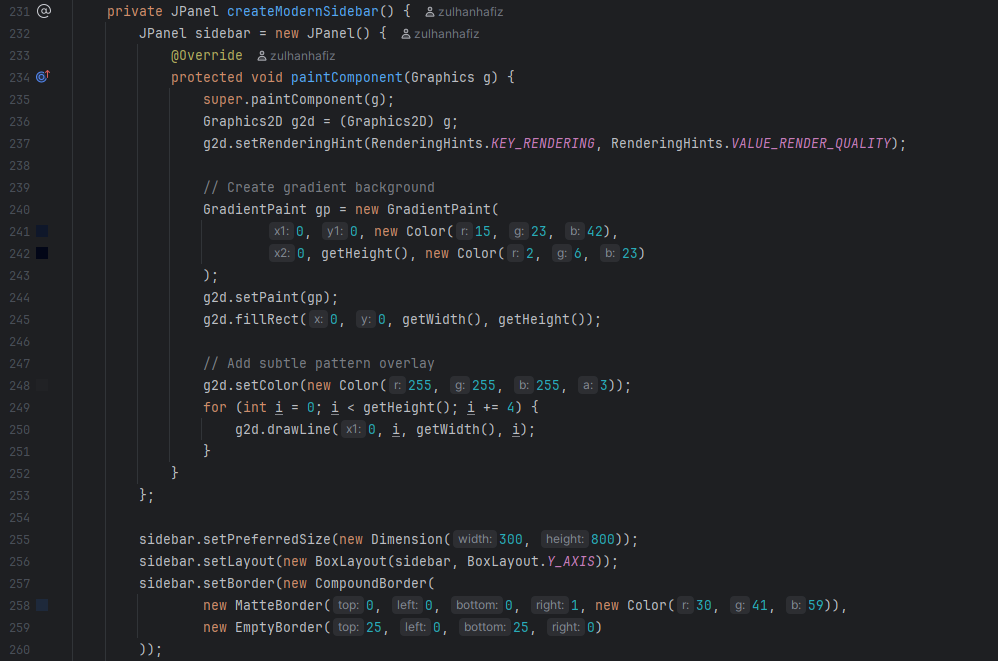 231 @ private JPanel createModernSidebar() { zulhanhafiz
232 JPanel sidebar = new JPanel() { zulhanhafiz
233 @Override zulhanhafiz
234 protected void paintComponent(Graphics g) {
235 super.paintComponent(g);
236 Graphics2D g2d = (Graphics2D) g;
237 g2d.setRenderingHint(RenderingHints.KEY_RENDERING, RenderingHints.VALUE_RENDER_QUALITY);
238
239 // Create gradient background
240 GradientPaint gp = new GradientPaint(
241 x1: 0, y1: 0, new Color( r: 15, g: 23, b: 42),
242 x2: 0, getHeight(), new Color( r: 2, g: 6, b: 23)
243 );
244 g2d.setPaint(gp);
245 g2d.fillRect( x: 0, y: 0, getWidth(), getHeight());
246
247 // Add subtle pattern overlay
248 g2d.setColor(new Color( r: 255, g: 255, b: 255, a: 3));
249 for (int i = 0; i < getHeight(); i += 4) {
250 g2d.drawLine( x1: 0, i, getWidth(), i);
251 }
252 }
253 };
254
255 sidebar.setPreferredSize(new Dimension( width: 300, height: 800));
256 sidebar.setLayout(new BoxLayout(sidebar, BoxLayout.Y_AXIS));
257 sidebar.setBorder(new CompoundBorder(
258 new MatteBorder( top: 0, left: 0, bottom: 0, right: 1, new Color( r: 30, g: 41, b: 59)),
259 new EmptyBorder( top: 25, left: 0, bottom: 25, right: 0)
260 ));